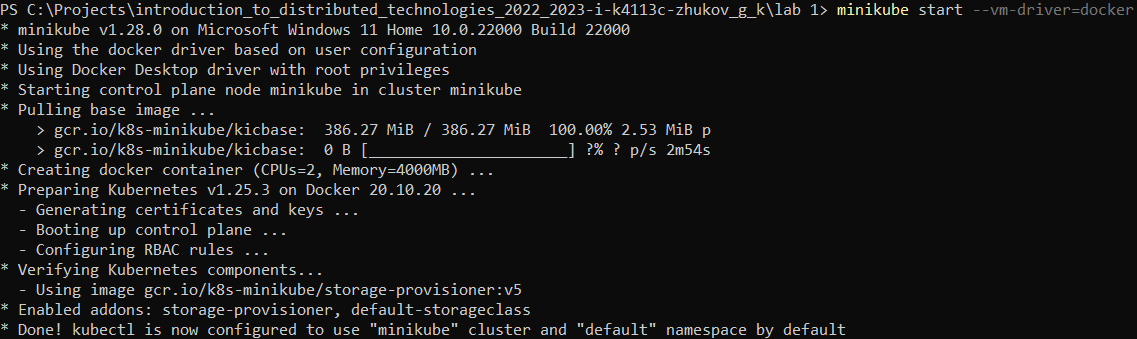 PS C:\Projects\introduction_to_distributed_technologies_2022_2023-i-k4113c-zhukov_g_k\lab 1> minikube start --vm-driver=docker
* minikube v1.28.0 on Microsoft Windows 11 Home 10.0.22000 Build 22000
* Using the docker driver based on user configuration
* Using Docker Desktop driver with root privileges
* Starting control plane node minikube in cluster minikube
* Pulling base image ...
    > gcr.io/k8s-minikube/kicbase:  386.27 MiB / 386.27 MiB  100.00% 2.53 MiB p
    > gcr.io/k8s-minikube/kicbase:  0 B [______________________] ?% ? p/s 2m54s
* Creating docker container (CPUs=2, Memory=4000MB) ...
* Preparing Kubernetes v1.25.3 on Docker 20.10.20 ...
  - Generating certificates and keys ...
  - Booting up control plane ...
  - Configuring RBAC rules ...
* Verifying Kubernetes components...
  - Using image gcr.io/k8s-minikube/storage-provisioner:v5
* Enabled addons: storage-provisioner, default-storageclass
* Done! kubectl is now configured to use "minikube" cluster and "default" namespace by default